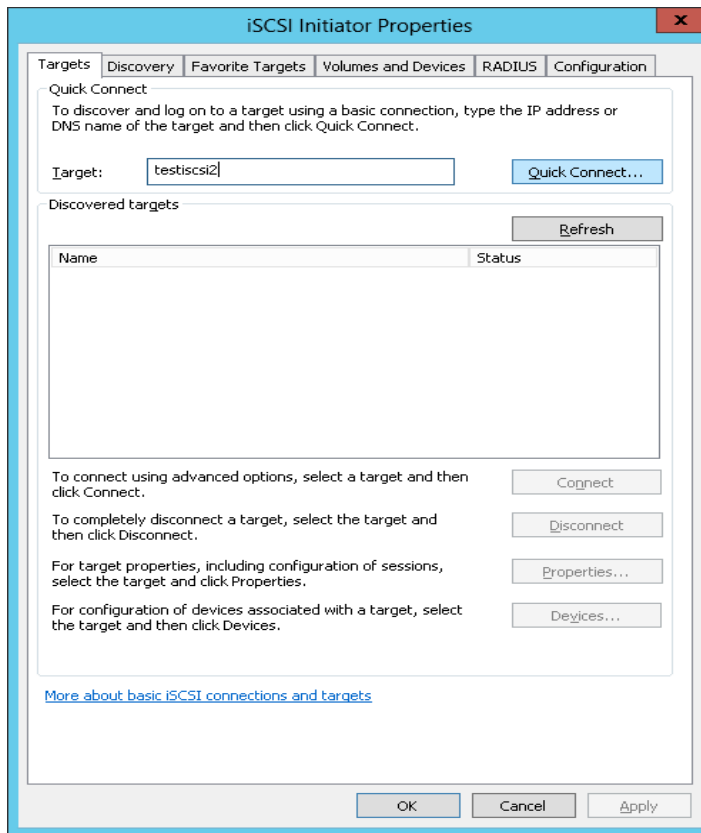 iSCSI Initiator Properties
x
Targets Discovery Favorite Targets Volumes and Devices RADIUS Configuration
Quick Connect
To discover and log on to a target using a basic connection, type the IP address or
DNS name of the target and then click Quick Connect.
Target: testiscsi2 Quick Connect...
Discovered targets
Refresh
Name Status
To connect using advanced options, select a target and then
click Connect.
Connect
To completely disconnect a target, select the target and
then click Disconnect.
Disconnect
For target properties, including configuration of sessions,
select the target and click Properties.
Properties...
For configuration of devices associated with a target, select
the target and then click Devices.
Devices...
More about basic iSCSI connections and targets
OK Cancel Apply